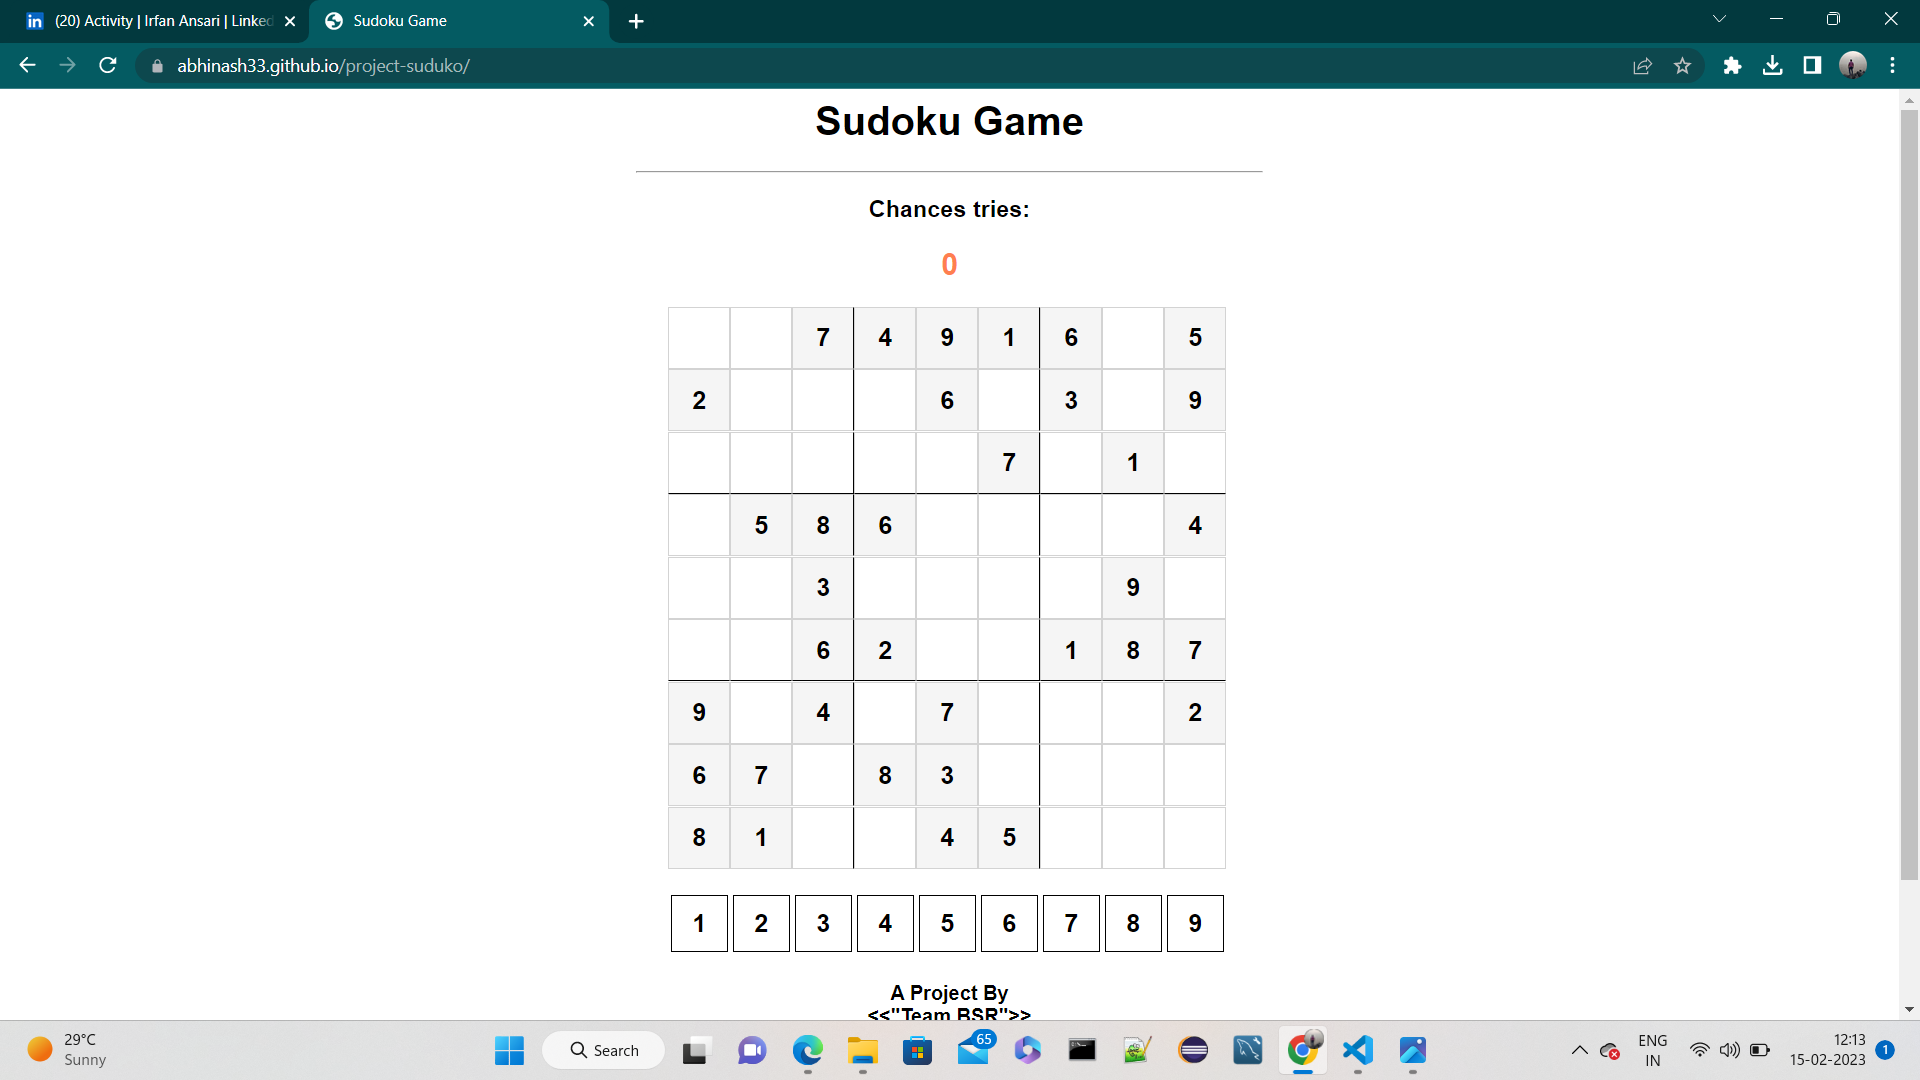 (20) Activity | Irfan Ansari | Linked
Sudoku Game
abhinash33.github.io/project-suduko/
Sudoku Game
Chances tries:
0
7 4 9 1 6 5
2 6 3 9
7 1
5 8 6 4
3 9
6 2 1 8 7
9 4 7 2
6 7 8 3
8 1 4 5
1 2 3 4 5 6 7 8 9
A Project By
<<"Team BSR">>
29°C
Sunny
Search
65
ENG
IN
12:13
15-02-2023
1